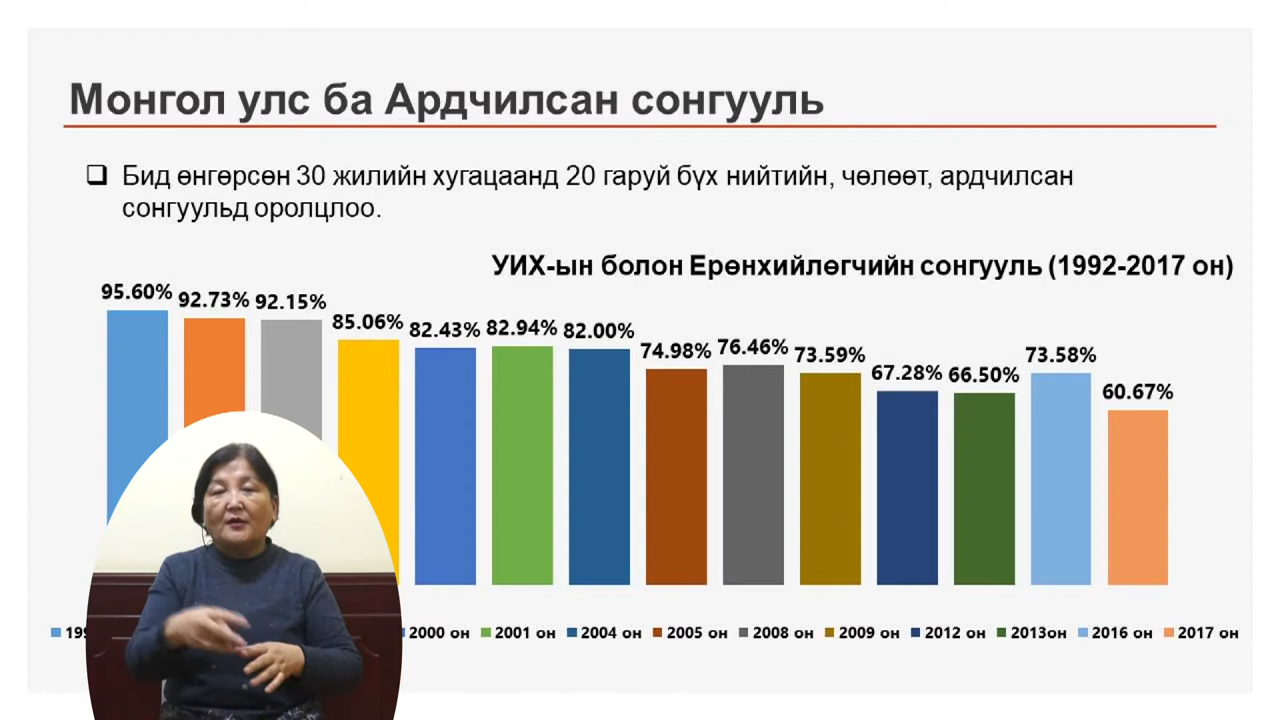 Монгол улс ба Ардчилсан сонгууль
Бид өнгөрсөн 30 жилийн хугацаанд 20 гаруй бүх нийтийн, чөлөөт, ардчилсан
сонгуульд оролцлоо.
УИХ-ын болон Ерөнхийлөгчийн сонгууль (1992-2017 он)
95.60% 92.73% 92.15% 85.06% 82.43% 82.94% 82.00% 74.98% 76.46% 73.59% 67.28% 66.50% 73.58% 60.67%
2000 он 2001 он 2004 он 2005 он 2008 он 2009 он 2012 он 2013он 2016 он 2017 он